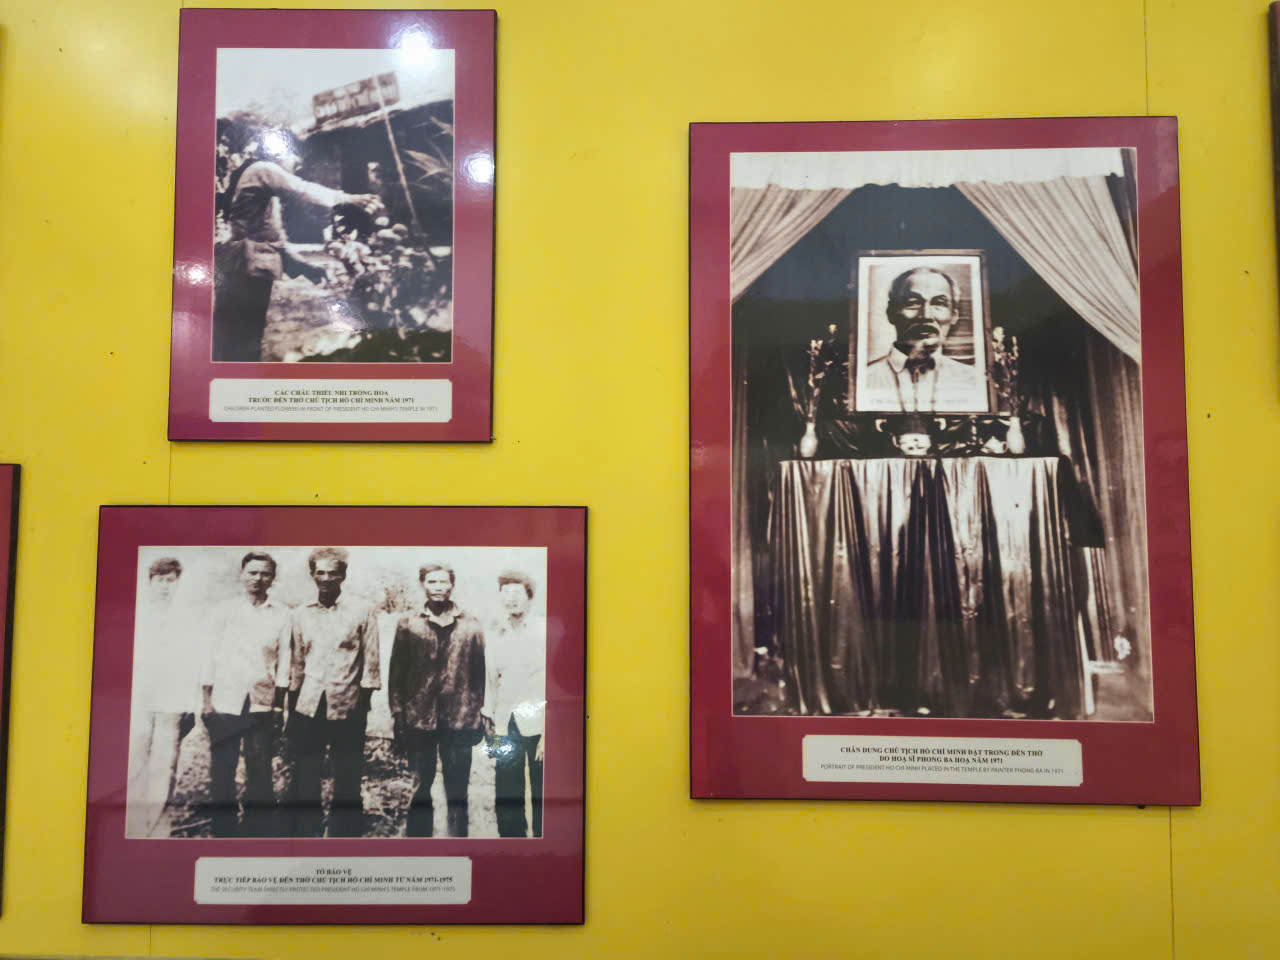 CÁC CHÁU THIẾU NHI TRỒNG HOA
TRƯỚC ĐỀN THỜ CHỦ TỊCH HỒ CHÍ MINH NĂM 1971
CHILDREN PLANTED FLOWERS IN FRONT OF PRESIDENT HO CHI MINH'S TEMPLE IN 1971
CHÂN DUNG CHỦ TỊCH HỒ CHÍ MINH ĐẶT TRONG ĐỀN THỜ
DO HOẠ SĨ PHONG BA HOẠ NĂM 1971
PORTRAIT OF PRESIDENT HO CHI MINH PLACED IN THE TEMPLE BY PAINTER PHONG BA IN 1971
TỔ BẢO VỆ
TRỰC TIẾP BẢO VỆ ĐỀN THỜ CHỦ TỊCH HỒ CHÍ MINH TỪ NĂM 1971-1975
THE SECURITY TEAM DIRECTLY PROTECTED PRESIDENT HO CHI MINH'S TEMPLE FROM 1971-1975